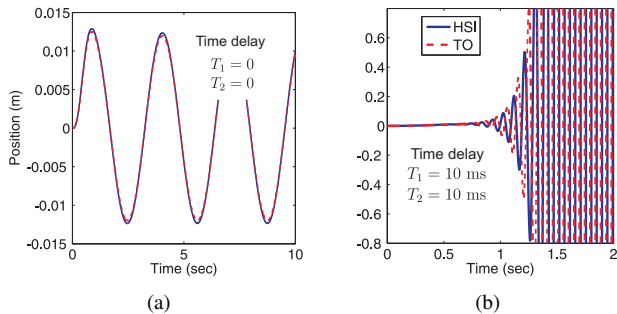 0.015
0.01
0.005
0
-0.005
-0.01
-0.015
Position (m)
Time delay
T₁ = 0
T₂ = 0
0
5
10
Time (sec)
(a)
0.8
0.6
0.4
0.2
0
-0.2
-0.4
-0.6
-0.8
HSI
TO
Time delay
T₁ = 10 ms
T₂ = 10 ms
0
0.5
1
1.5
2
Time (sec)
(b)